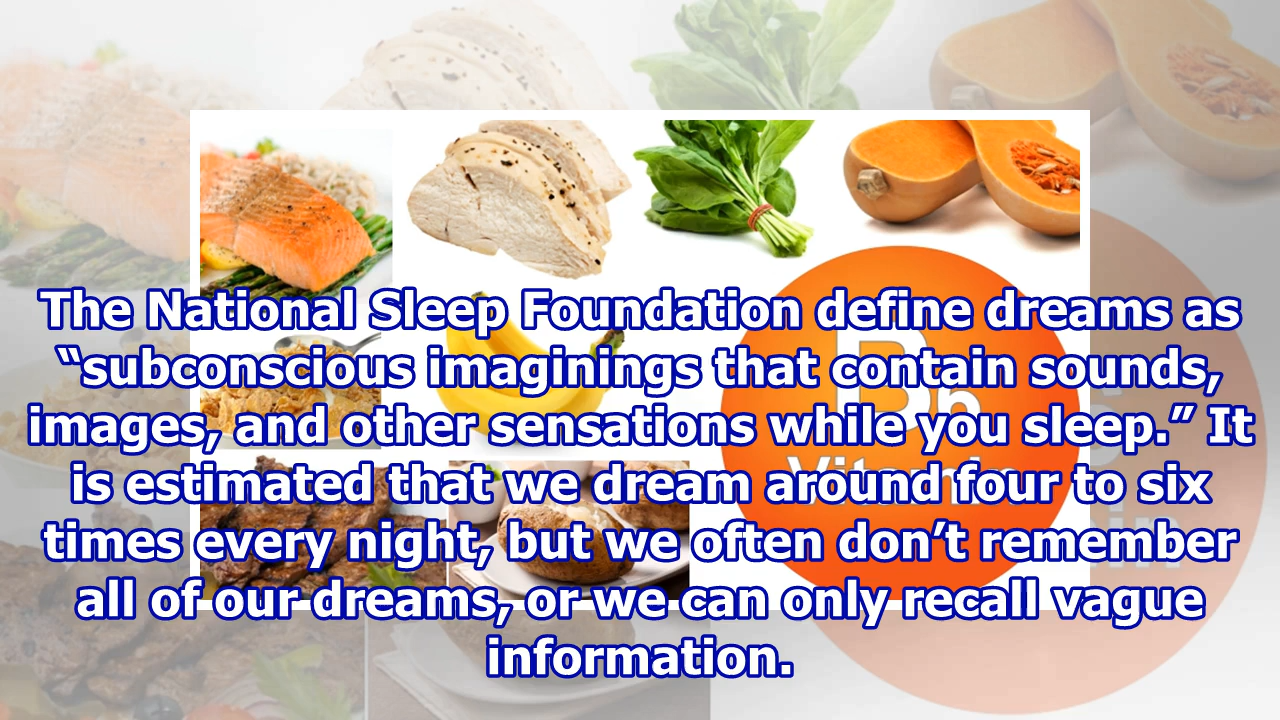 The National Sleep Foundation define dreams as
“subconscious imaginings that contain sounds,
images, and other sensations while you sleep.” It
is estimated that we dream around four to six
times every night, but we often don’t remember
all of our dreams, or we can only recall vague
information.
B6
Vitamin